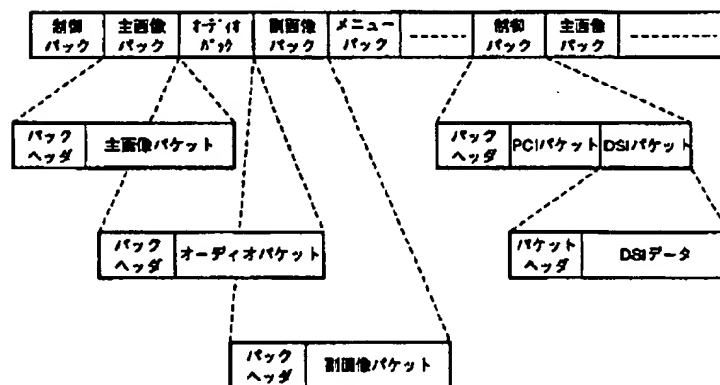 制御
パック
主画像
パック
オーディオ
パック
副画像
パック
メニュー
パック
制御
パック
主画像
パック
パック
ヘッダ
主画像パケット
パック
ヘッダ
PCIパケット
DSIパケット
パック
ヘッダ
オーディオパケット
パケット
ヘッダ
DSIデータ
パック
ヘッダ
副画像パケット